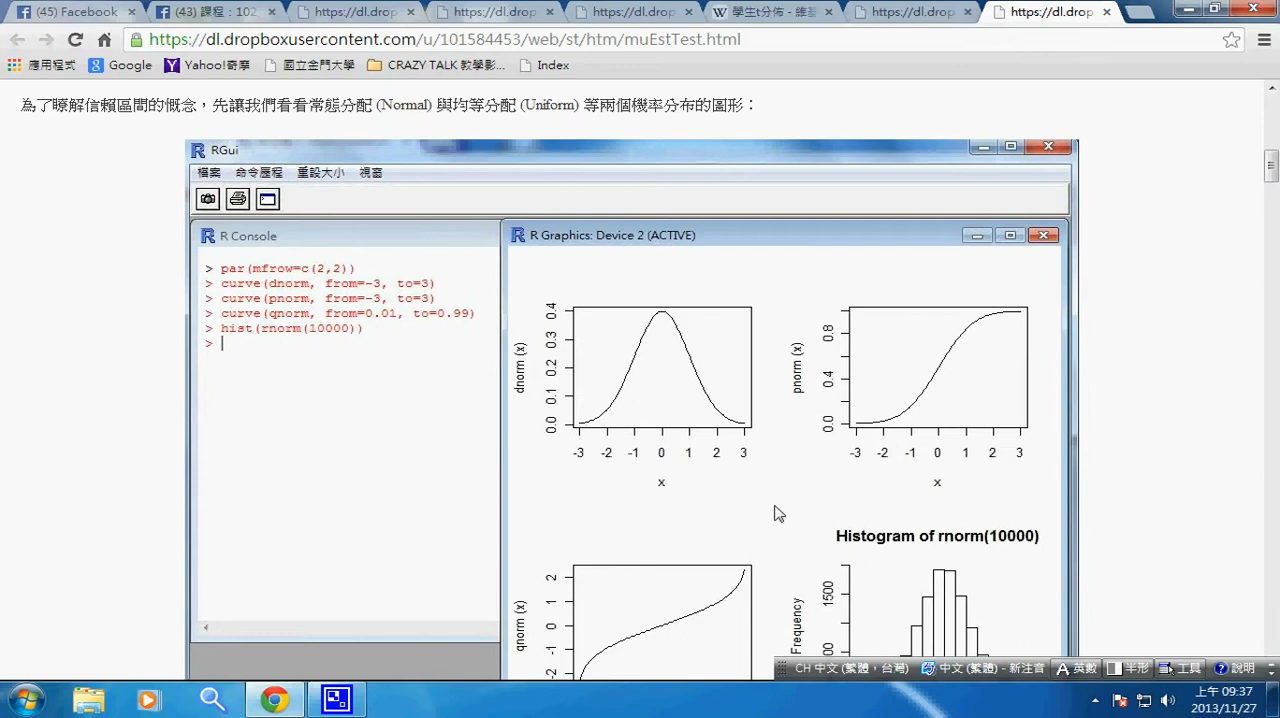 (45) Facebook
(43) 課程：102
https://dl.drop
https://dl.drop
https://dl.drop
學生t分佈 - 維基
https://dl.drop
https://dl.drop
https://dl.dropboxusercontent.com/u/101584453/web/st/htm/muEstTest.html
應用程式
Google
Yahoo!奇摩
國立金門大學
CRAZY TALK 教學影...
Index
為了瞭解信賴區間的概念，先讓我們看看常態分配 (Normal) 與均等分配 (Uniform) 等兩個機率分布的圖形：
RGui
檔案 命令歷程 重設大小 視窗
R Console
> par(mfrow=c(2,2))
> curve(dnorm, from=-3, to=3)
> curve(pnorm, from=-3, to=3)
> curve(qnorm, from=0.01, to=0.99)
> hist(rnorm(10000))
>
R Graphics: Device 2 (ACTIVE)
dnorm (x)
0.4
0.3
0.2
0.1
0.0
-3 -2 -1 0 1 2 3
x
pnorm (x)
0.8
0.4
0.0
-3 -2 -1 0 1 2 3
x
qnorm (x)
2
1
0
-1
-2
Histogram of rnorm(10000)
Frequency
1500
CH 中文 (繁體，台灣) 中文 (繁體) - 新注音 英數 半形 工具 說明
上午 09:37
2013/11/27